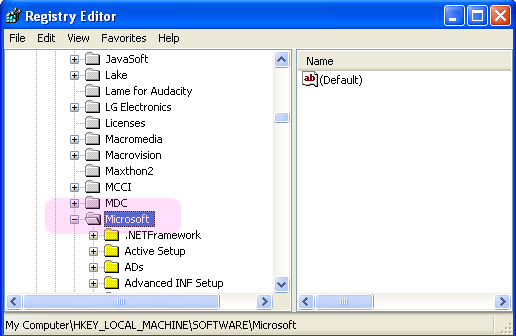 Registry Editor
File Edit View Favorites Help
JavaSoft
Lake
Lame for Audacity
LG Electronics
Licenses
Macromedia
Macrovision
Maxthon2
MCCI
MDC
Microsoft
.NETFramework
Active Setup
ADs
Advanced INF Setup
Name
ab
(Default)
My Computer\HKEY_LOCAL_MACHINE\SOFTWARE\Microsoft